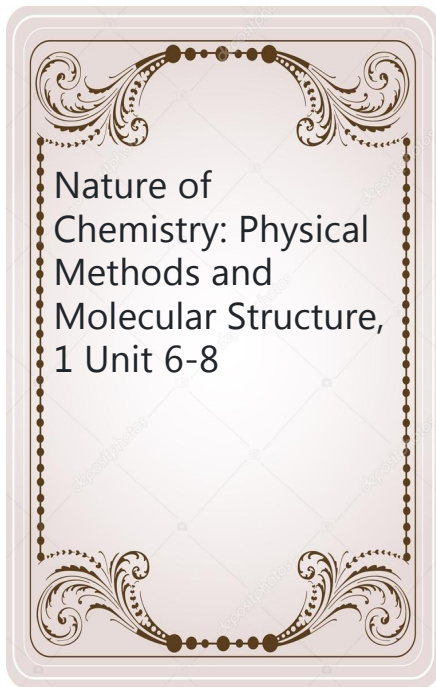 Nature of
Chemistry: Physical
Methods and
Molecular Structure,
1 Unit 6-8